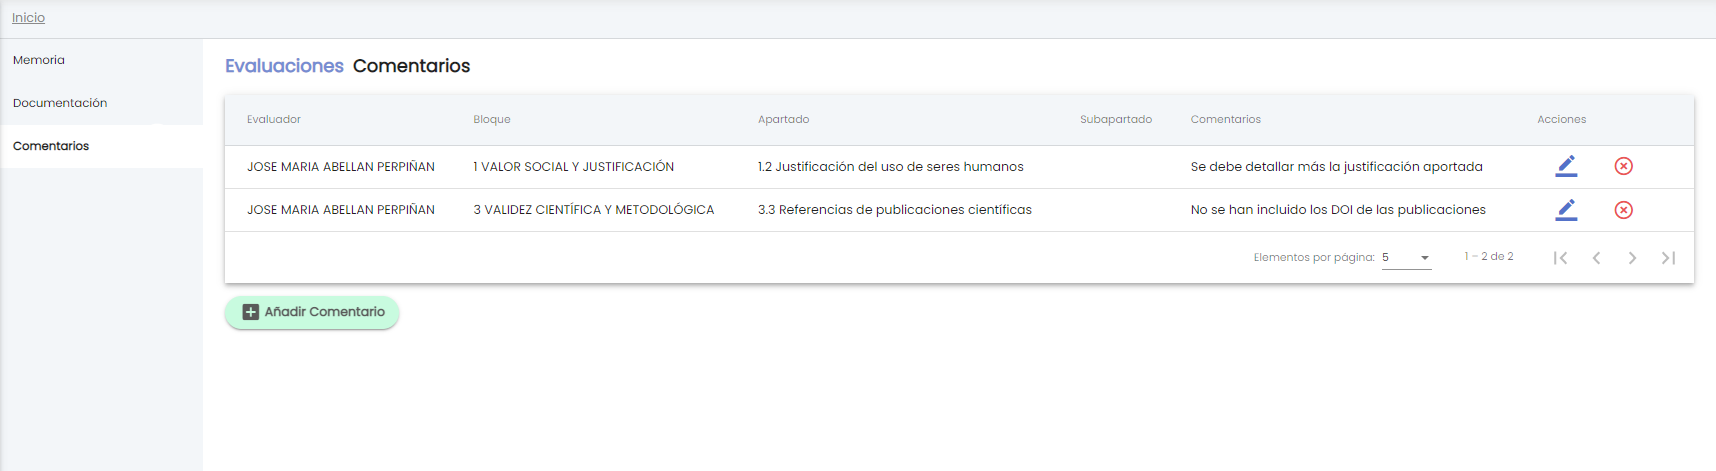 Inicio
Memoria
Documentación
Comentarios
Evaluaciones Comentarios
Evaluador Bloque Apartado Subapartado Comentarios Acciones
JOSE MARIA ABELLAN PERPIÑAN 1 VALOR SOCIAL Y JUSTIFICACIÓN 1.2 Justificación del uso de seres humanos Se debe detallar más la justificación aportada
JOSE MARIA ABELLAN PERPIÑAN 3 VALIDEZ CIENTÍFICA Y METODOLÓGICA 3.3 Referencias de publicaciones científicas No se han incluido los DOI de las publicaciones
Elementos por página: 5 1 – 2 de 2
Añadir Comentario